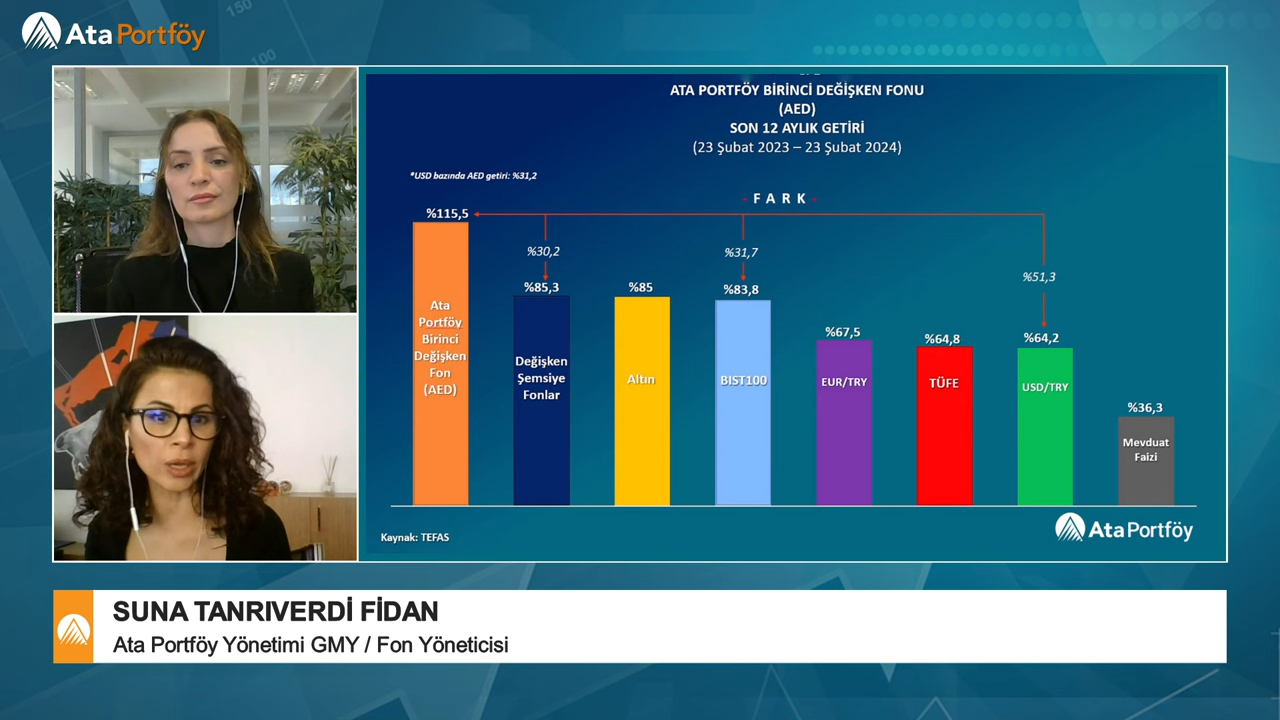 Ata Portföy
150
100
ATA PORTFÖY BİRİNCİ DEĞİŞKEN FONU
(AED)
SON 12 AYLIK GETİRİ
(23 Şubat 2023 – 23 Şubat 2024)
*USD bazında AED getiri: %31,2
- F A R K -
%115,5
%30,2
%31,7
%51,3
%85,3
%85
%83,8
%67,5
%64,8
%64,2
%36,3
Ata
Portföy
Birinci
Değişken
Fon
(AED)
Değişken
Şemsiye
Fonlar
Altın
BIST100
EUR/TRY
TÜFE
USD/TRY
Mevduat
Faizi
Kaynak: TEFAS
Ata Portföy
SUNA TANRIVERDİ FİDAN
Ata Portföy Yönetimi GMY / Fon Yöneticisi